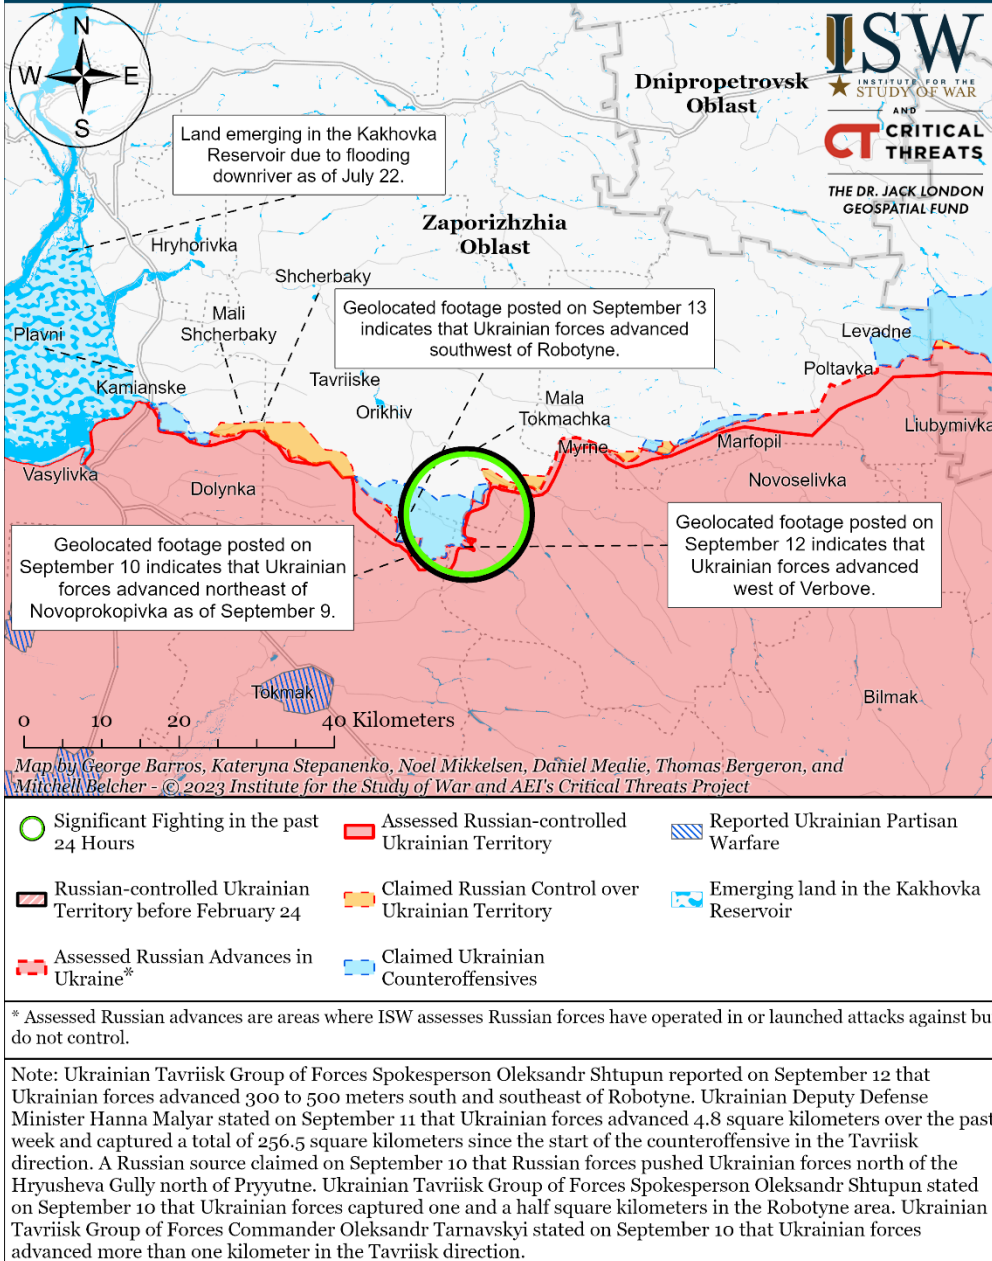 N
W
E
S
ISW
INSTITUTE FOR THE
STUDY OF WAR
AND
CT CRITICAL
THREATS
THE DR. JACK LONDON
GEOSPATIAL FUND
Dnipropetrovsk
Oblast
Land emerging in the Kakhovka
Reservoir due to flooding
downriver as of July 22.
Zaporizhzhia
Oblast
Hryhorivka
Shcherbaky
Mali
Shcherbaky
Geolocated footage posted on September 13
indicates that Ukrainian forces advanced
southwest of Robotyne.
Plavni
Levadne
Poltavka
Kamianske
Tavriiske
Orikhiv
Mala
Tokmachka
Myrne
Marfopil
Liubymivka
Vasylivka
Dolynka
Novoselivka
Geolocated footage posted on
September 10 indicates that Ukrainian
forces advanced northeast of
Novoprokopivka as of September 9.
Geolocated footage posted on
September 12 indicates that
Ukrainian forces advanced
west of Verbove.
Tokmak
Bilmak
0 10 20 40 Kilometers
Map by George Barros, Kateryna Stepanenko, Noel Mikkelsen, Daniel Mealie, Thomas Bergeron, and
Mitchell Belcher - © 2023 Institute for the Study of War and AEI's Critical Threats Project
Significant Fighting in the past
24 Hours
Assessed Russian-controlled
Ukrainian Territory
Reported Ukrainian Partisan
Warfare
Russian-controlled Ukrainian
Territory before February 24
Claimed Russian Control over
Ukrainian Territory
Emerging land in the Kakhovka
Reservoir
Assessed Russian Advances in
Ukraine*
Claimed Ukrainian
Counteroffensives
* Assessed Russian advances are areas where ISW assesses Russian forces have operated in or launched attacks against bu
do not control.
Note: Ukrainian Tavriisk Group of Forces Spokesperson Oleksandr Shtupun reported on September 12 that
Ukrainian forces advanced 300 to 500 meters south and southeast of Robotyne. Ukrainian Deputy Defense
Minister Hanna Malyar stated on September 11 that Ukrainian forces advanced 4.8 square kilometers over the past
week and captured a total of 256.5 square kilometers since the start of the counteroffensive in the Tavriisk
direction. A Russian source claimed on September 10 that Russian forces pushed Ukrainian forces north of the
Hryusheva Gully north of Pryyutne. Ukrainian Tavriisk Group of Forces Spokesperson Oleksandr Shtupun stated
on September 10 that Ukrainian forces captured one and a half square kilometers in the Robotyne area. Ukrainian
Tavriisk Group of Forces Commander Oleksandr Tarnavskyi stated on September 10 that Ukrainian forces
advanced more than one kilometer in the Tavriisk direction.